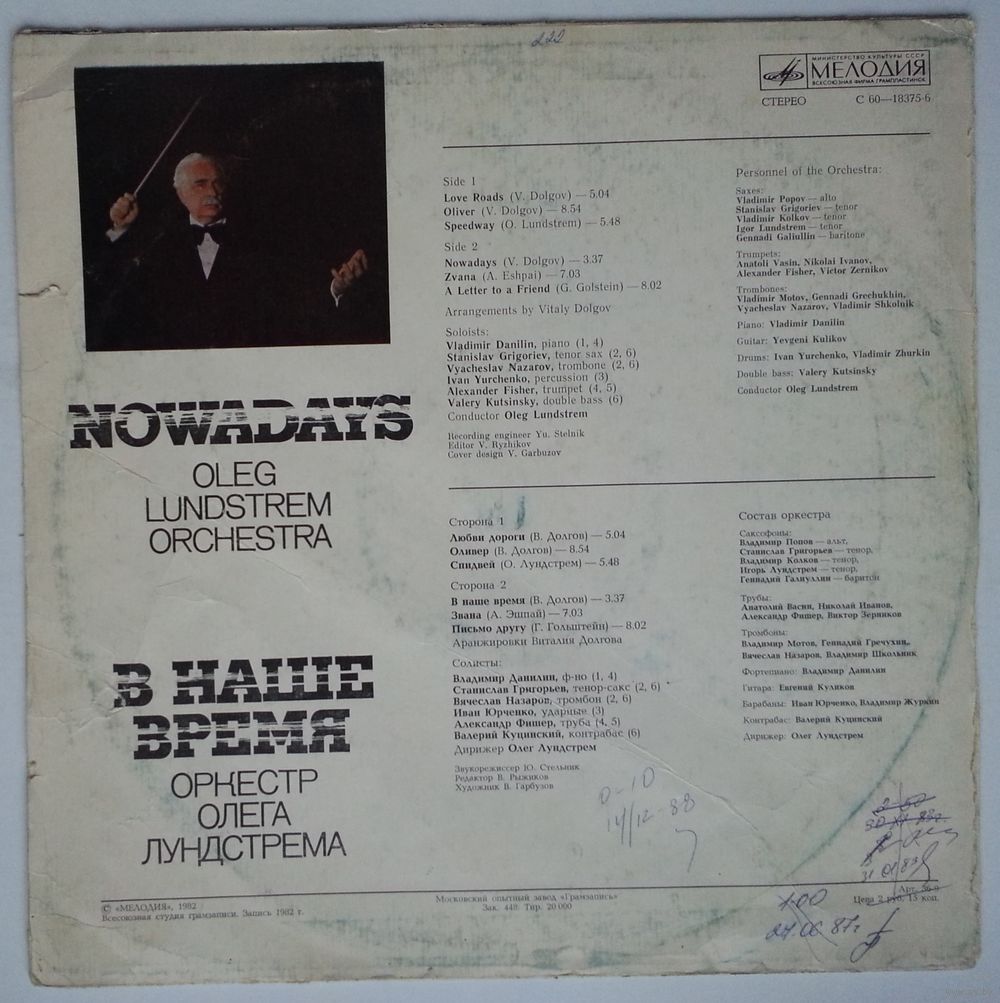 222
МИНИСТЕРСТВО КУЛЬТУРЫ СССР
МЕЛОДИЯ
ВСЕСОЮЗНАЯ ФИРМА ГРАМПЛАСТИНОК
СТЕРЕО С 60—18375-6
Side 1
Love Roads (V. Dolgov) — 5.04
Oliver (V. Dolgov) — 8.54
Speedway (O. Lundstrem) — 5.48
Side 2
Nowadays (V. Dolgov) — 3.37
Zvana (A. Eshpai) — 7.03
A Letter to a Friend (G. Golstein) — 8.02
Arrangements by Vitaly Dolgov
Soloists:
Vladimir Danilin, piano (1, 4)
Stanislav Grigoriev, tenor sax (2, 6)
Vyacheslav Nazarov, trombone (2, 6)
Ivan Yurchenko, percussion (3)
Alexander Fisher, trumpet (4, 5)
Valery Kutsinsky, double bass (6)
Conductor Oleg Lundstrem
Recording engineer Yu. Stelnik
Editor V. Ryzhikov
Cover design V. Garbuzov
Personnel of the Orchestra:
Saxes:
Vladimir Popov — alto
Stanislav Grigoriev — tenor
Vladimir Kolkov — tenor
Igor Lundstrem — tenor
Gennadi Galiullin — baritone
Trumpets:
Anatoli Vasin, Nikolai Ivanov,
Alexander Fisher, Victor Zernikov
Trombones:
Vladimir Motov, Gennadi Grechukhin,
Vyacheslav Nazarov, Vladimir Shkolnik
Piano: Vladimir Danilin
Guitar: Yevgeni Kulikov
Drums: Ivan Yurchenko, Vladimir Zhurkin
Double bass: Valery Kutsinsky
Conductor Oleg Lundstrem
NOWADAYS
OLEG
LUNDSTREM
ORCHESTRA
Сторона 1
Любви дороги (В. Долгов) — 5.04
Оливер (В. Долгов) — 8.54
Спидвей (О. Лундстрем) — 5.48
Сторона 2
В наше время (В. Долгов) — 3.37
Звана (А. Эшпай) — 7.03
Письмо другу (Г. Гольштейн) — 8.02
Аранжировки Виталия Долгова
Солисты:
Владимир Данилин, ф-но (1, 4)
Станислав Григорьев, тенор-сакс (2, 6)
Вячеслав Назаров, тромбон (2, 6)
Иван Юрченко, ударные (3)
Александр Фишер, труба (4, 5)
Валерий Куцинский, контрабас (6)
Дирижер Олег Лундстрем
Звукорежиссер Ю. Стельник
Редактор В. Рыжиков
Художник В. Гарбузов
Состав оркестра
Саксофоны:
Владимир Попов — альт,
Станислав Григорьев — тенор,
Владимир Колков — тенор,
Игорь Лундстрем — тенор,
Геннадий Галиуллин — баритон
Трубы:
Анатолий Васин, Николай Иванов,
Александр Фишер, Виктор Зерников
Тромбоны:
Владимир Мотов, Геннадий Гречухин,
Вячеслав Назаров, Владимир Школьник
Фортепиано: Владимир Данилин
Гитара: Евгений Куликов
Барабаны: Иван Юрченко, Владимир Журкин
Контрабас: Валерий Куцинский
Дирижер: Олег Лундстрем
В НАШЕ
ВРЕМЯ
ОРКЕСТР
ОЛЕГА
ЛУНДСТРЕМА
0-10
14/12-88
2-60
1-00
27.06.87г
© «МЕЛОДИЯ», 1982
Всесоюзная студия грамзаписи. Запись 1982 г.
Московский опытный завод «Грамзапись»
Зак. 448 Тир. 20 000
Арт. 36-9
Цена 2 руб. 15 коп.